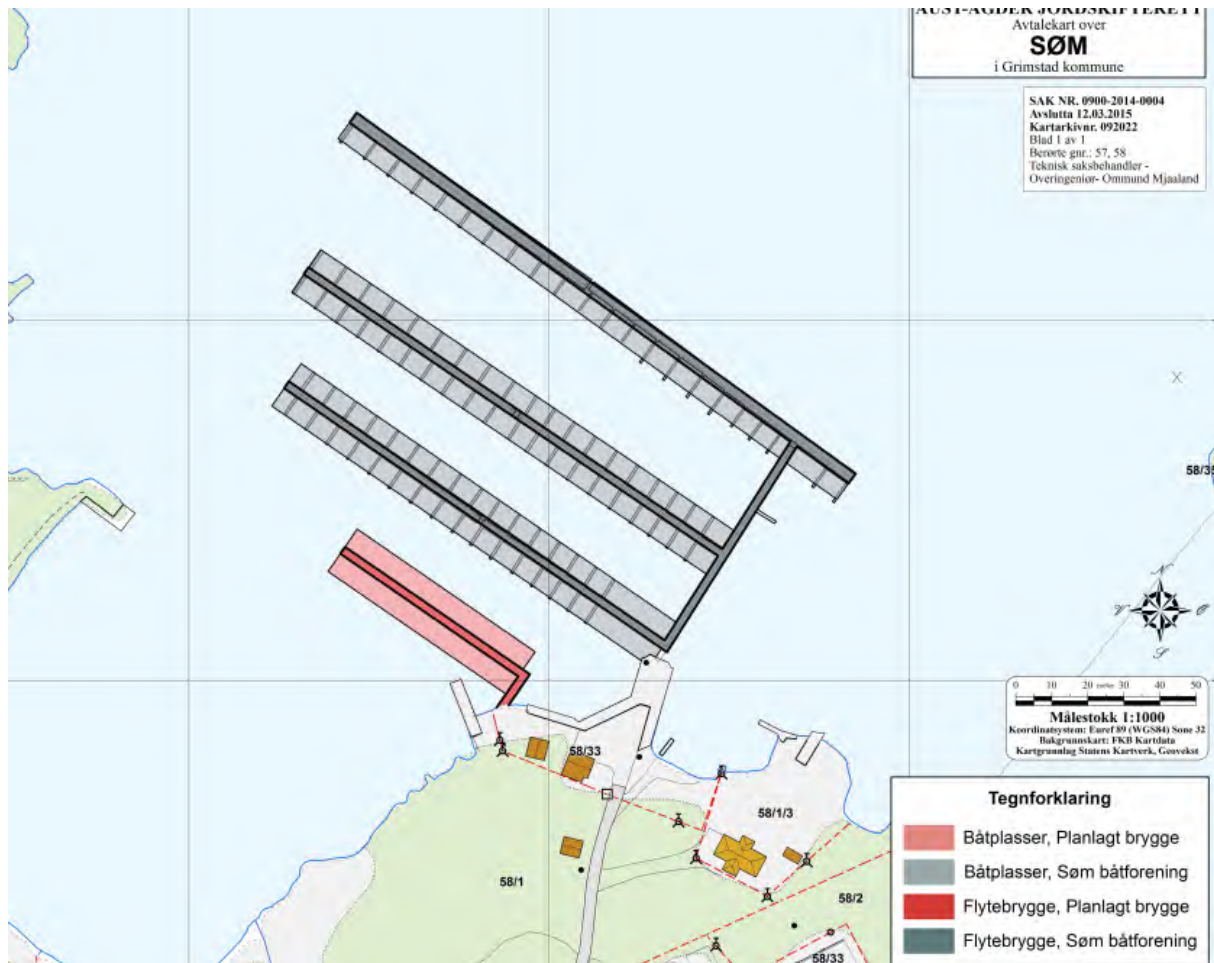 AUST-AGDER JORDSKIFTERETT
Avtalekart over
SØM
i Grimstad kommune
SAK NR. 0900-2014-0004
Avslutta 12.03.2015
Kartarkivnr. 092022
Blad 1 av 1
Berørte gnr.: 57, 58
Teknisk saksbehandler -
Overingeniør- Ommund Mjaaland
X
N
V
Ø
S
0 10 20 meter 30 40 50
Målestokk 1:1000
Koordinatsystem: Euref 89 (WGS84) Sone 32
Bakgrunnskart: FKB Kartdata
Kartgrunnlag Statens Kartverk, Geovekst
58/33
58/1/3
58/1
58/2
58/33
Tegnforklaring
Båtplasser, Planlagt brygge
Båtplasser, Søm båtforening
Flytebrygge, Planlagt brygge
Flytebrygge, Søm båtforening